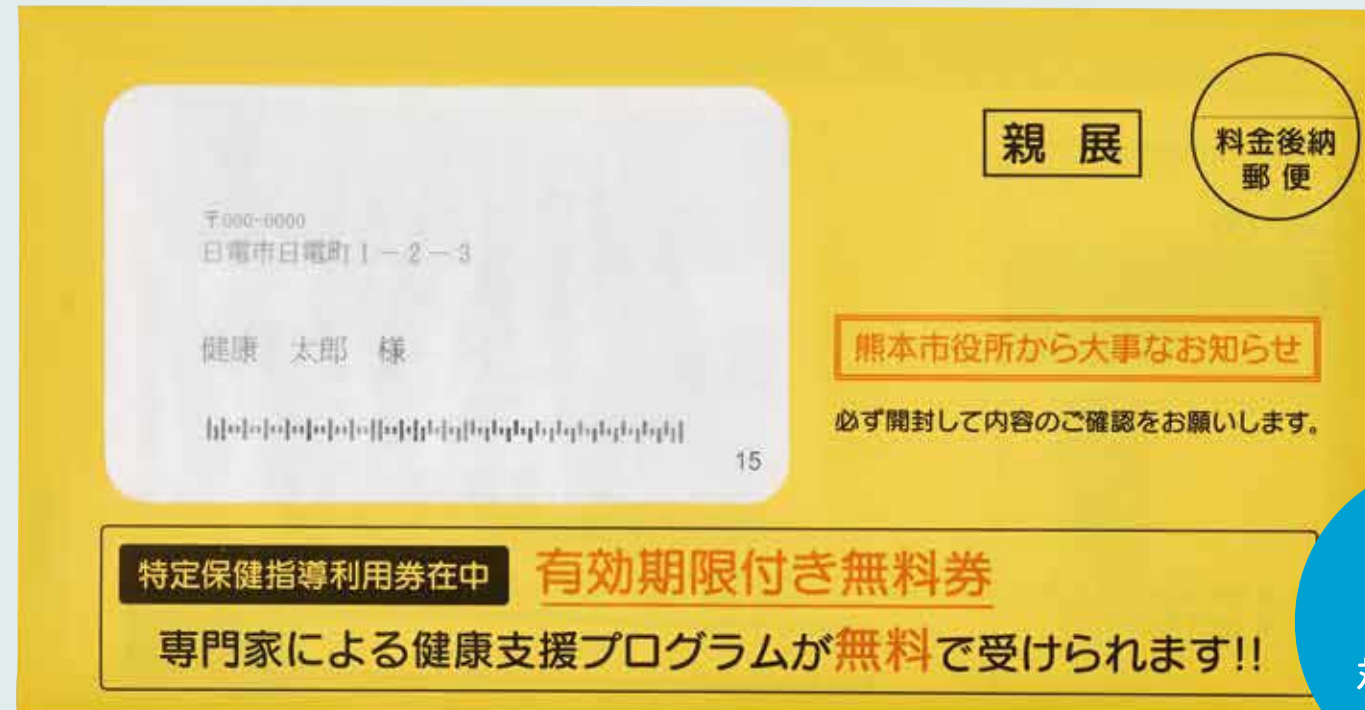 親 展
料金後納
郵 便
〒000-0000
日電市日電町1-2-3
健康 太郎 様
15
熊本市役所から大事なお知らせ
必ず開封して内容のご確認をお願いします。
特定保健指導利用券在中 有効期限付き無料券
専門家による健康支援プログラムが無料で受けられます!!